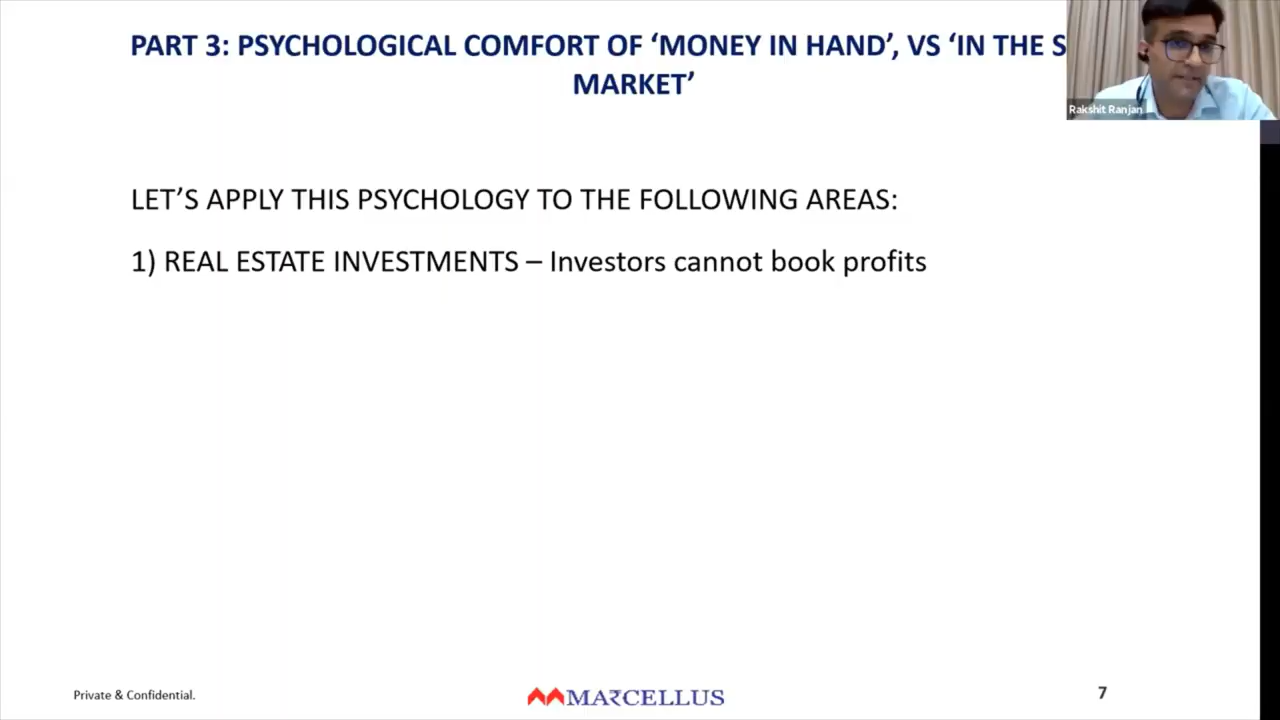 PART 3: PSYCHOLOGICAL COMFORT OF ‘MONEY IN HAND’, VS ‘IN THE S
MARKET’
Rakshit Ranjan
LET’S APPLY THIS PSYCHOLOGY TO THE FOLLOWING AREAS:
1) REAL ESTATE INVESTMENTS – Investors cannot book profits
Private & Confidential.
MARCELLUS
7